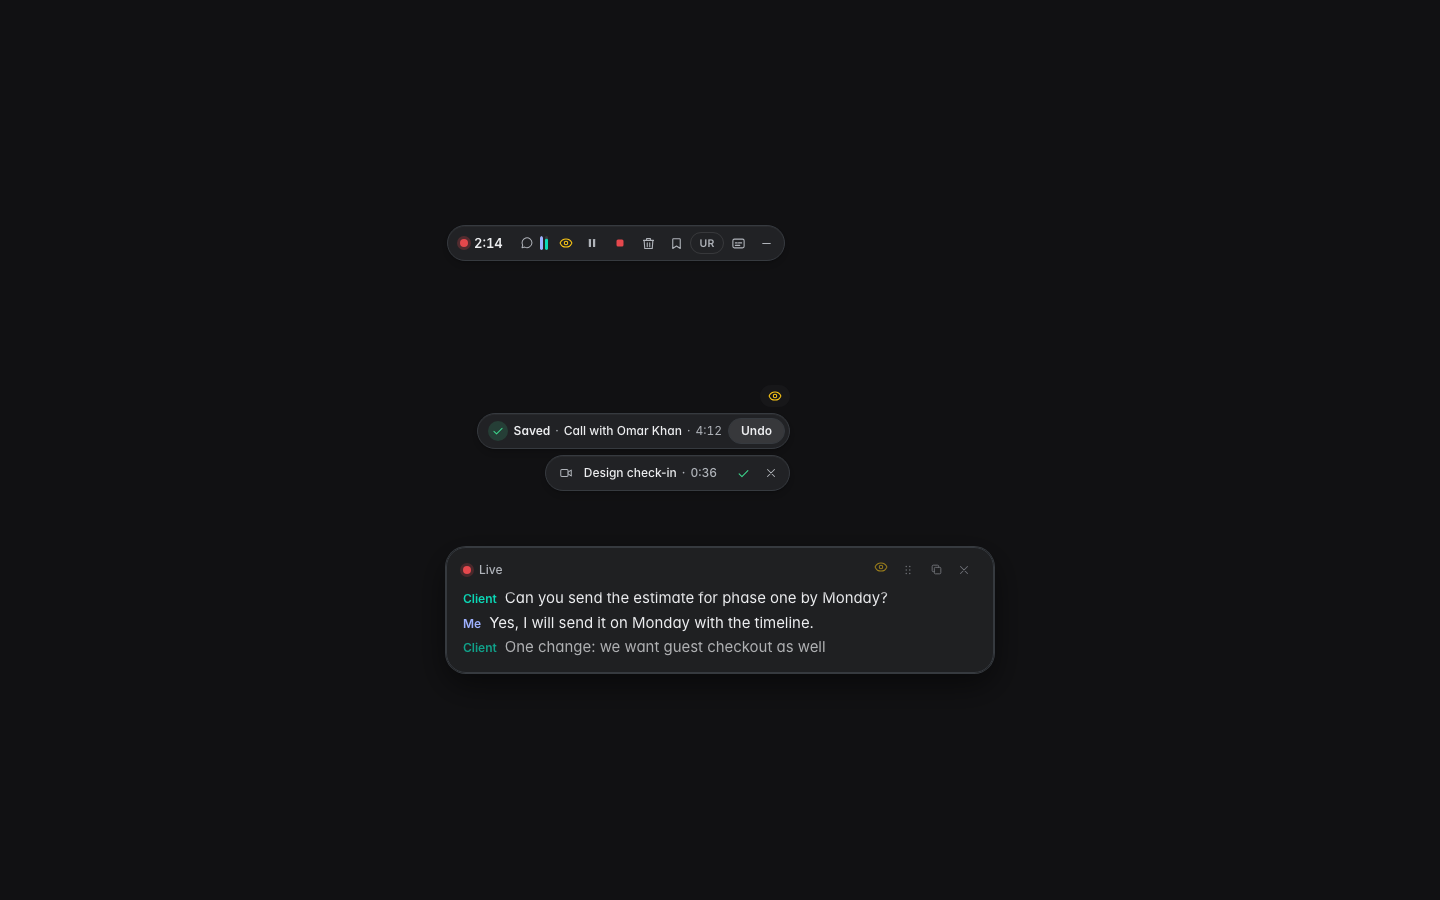 2:14 UR
Saved · Call with Omar Khan · 4:12 Undo
Design check-in · 0:36
Live
Client Can you send the estimate for phase one by Monday?
Me Yes, I will send it on Monday with the timeline.
Client One change: we want guest checkout as well